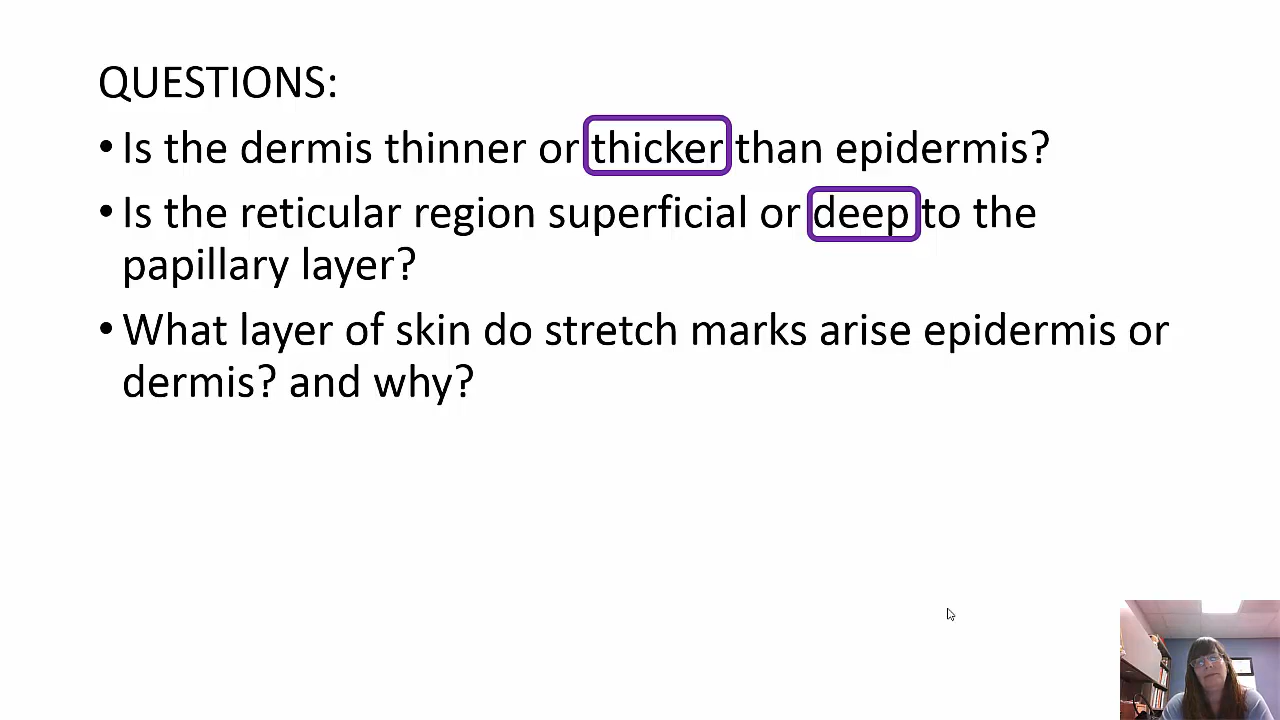 QUESTIONS:
• Is the dermis thinner or thicker than epidermis?
• Is the reticular region superficial or deep to the
papillary layer?
• What layer of skin do stretch marks arise epidermis or
dermis? and why?